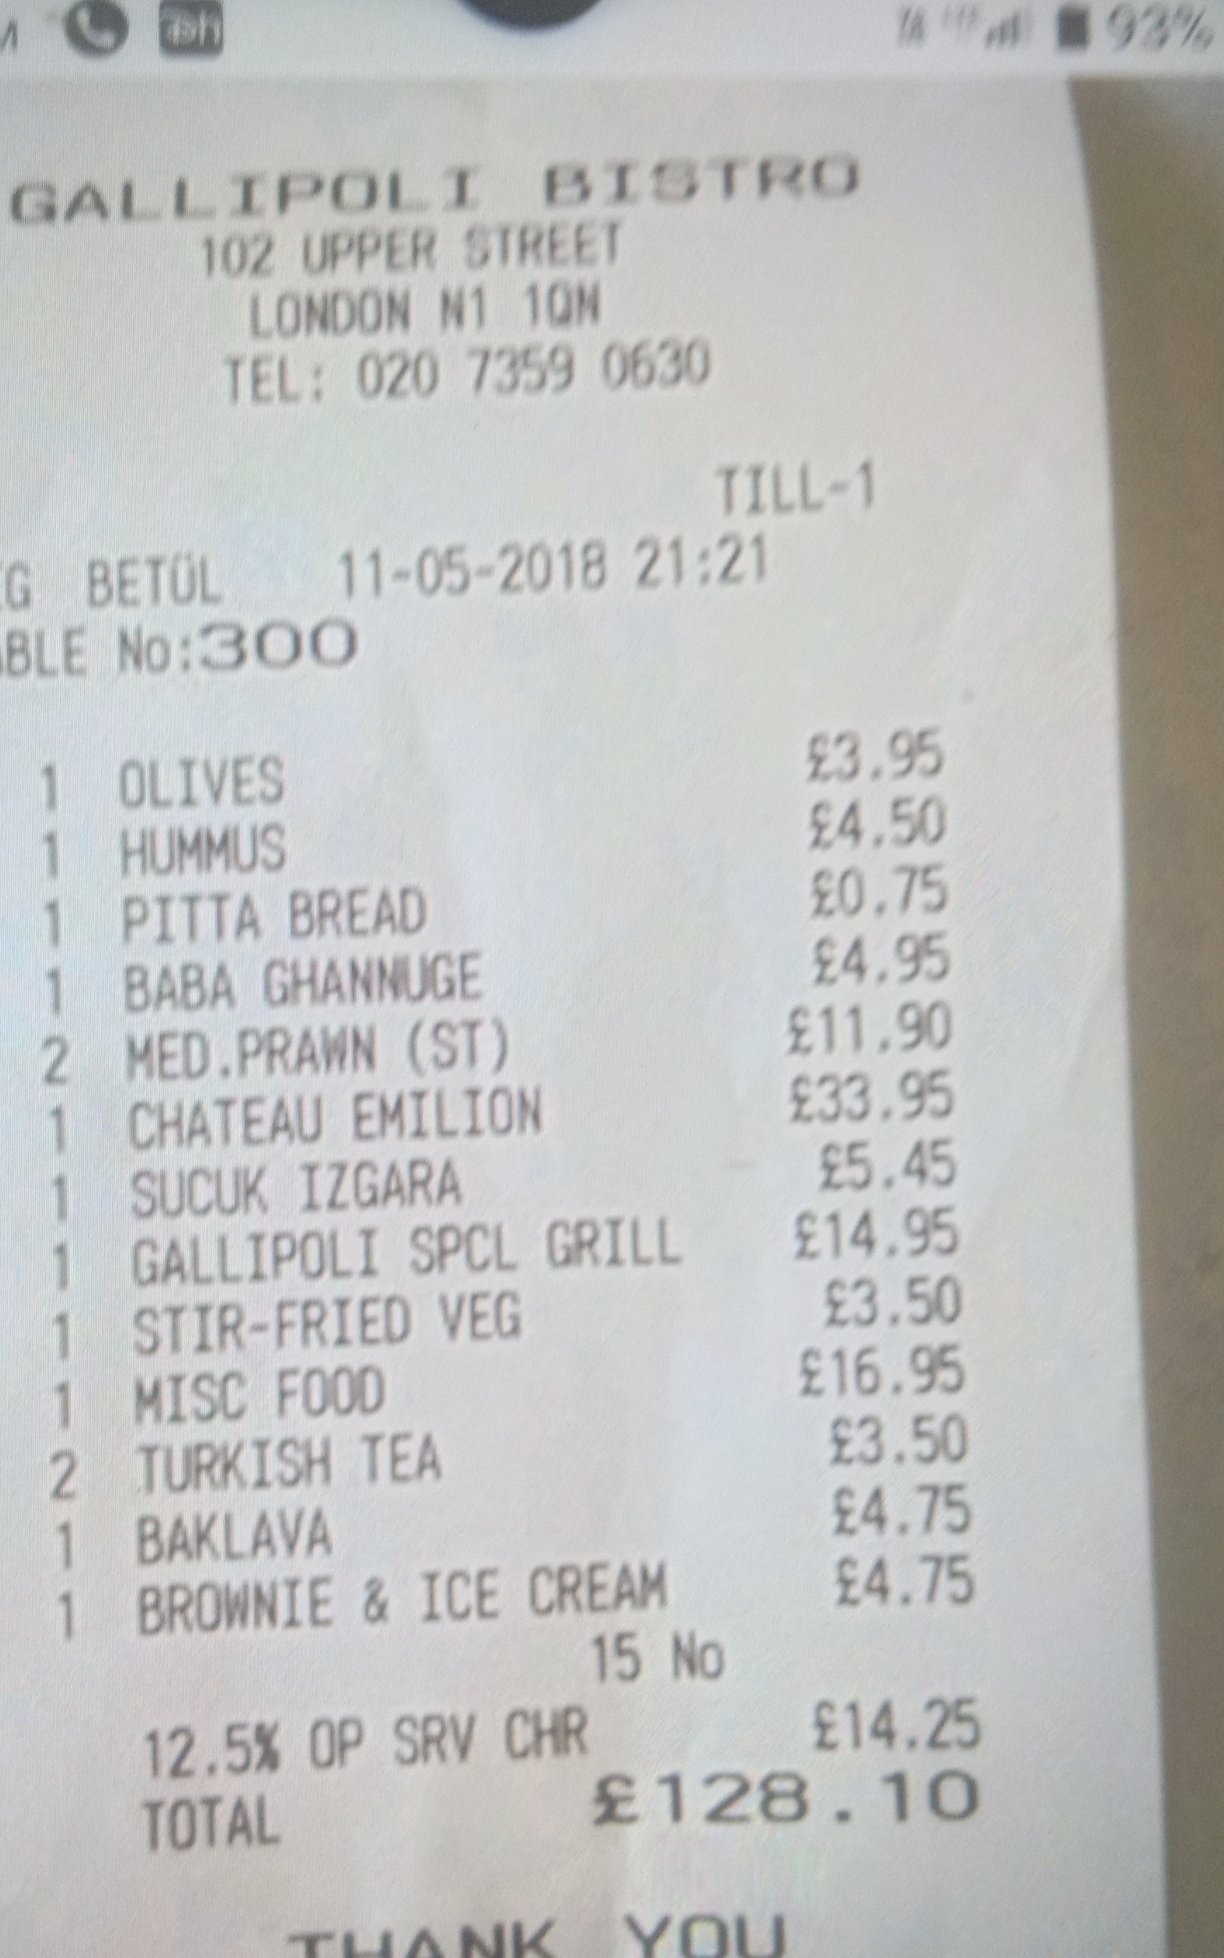 93%
GALLIPOLI BISTRO
102 UPPER STREET
LONDON N1 1QN
TEL: 020 7359 0630
TILL-1
EG BETÜL 11-05-2018 21:21
ABLE No:300
1 OLIVES £3.95
1 HUMMUS £4.50
1 PITTA BREAD £0.75
1 BABA GHANNUGE £4.95
2 MED.PRAWN (ST) £11.90
1 CHATEAU EMILION £33.95
1 SUCUK IZGARA £5.45
1 GALLIPOLI SPCL GRILL £14.95
1 STIR-FRIED VEG £3.50
1 MISC FOOD £16.95
2 TURKISH TEA £3.50
1 BAKLAVA £4.75
1 BROWNIE & ICE CREAM £4.75
15 No
12.5% OP SRV CHR £14.25
TOTAL £128.10
THANK YOU